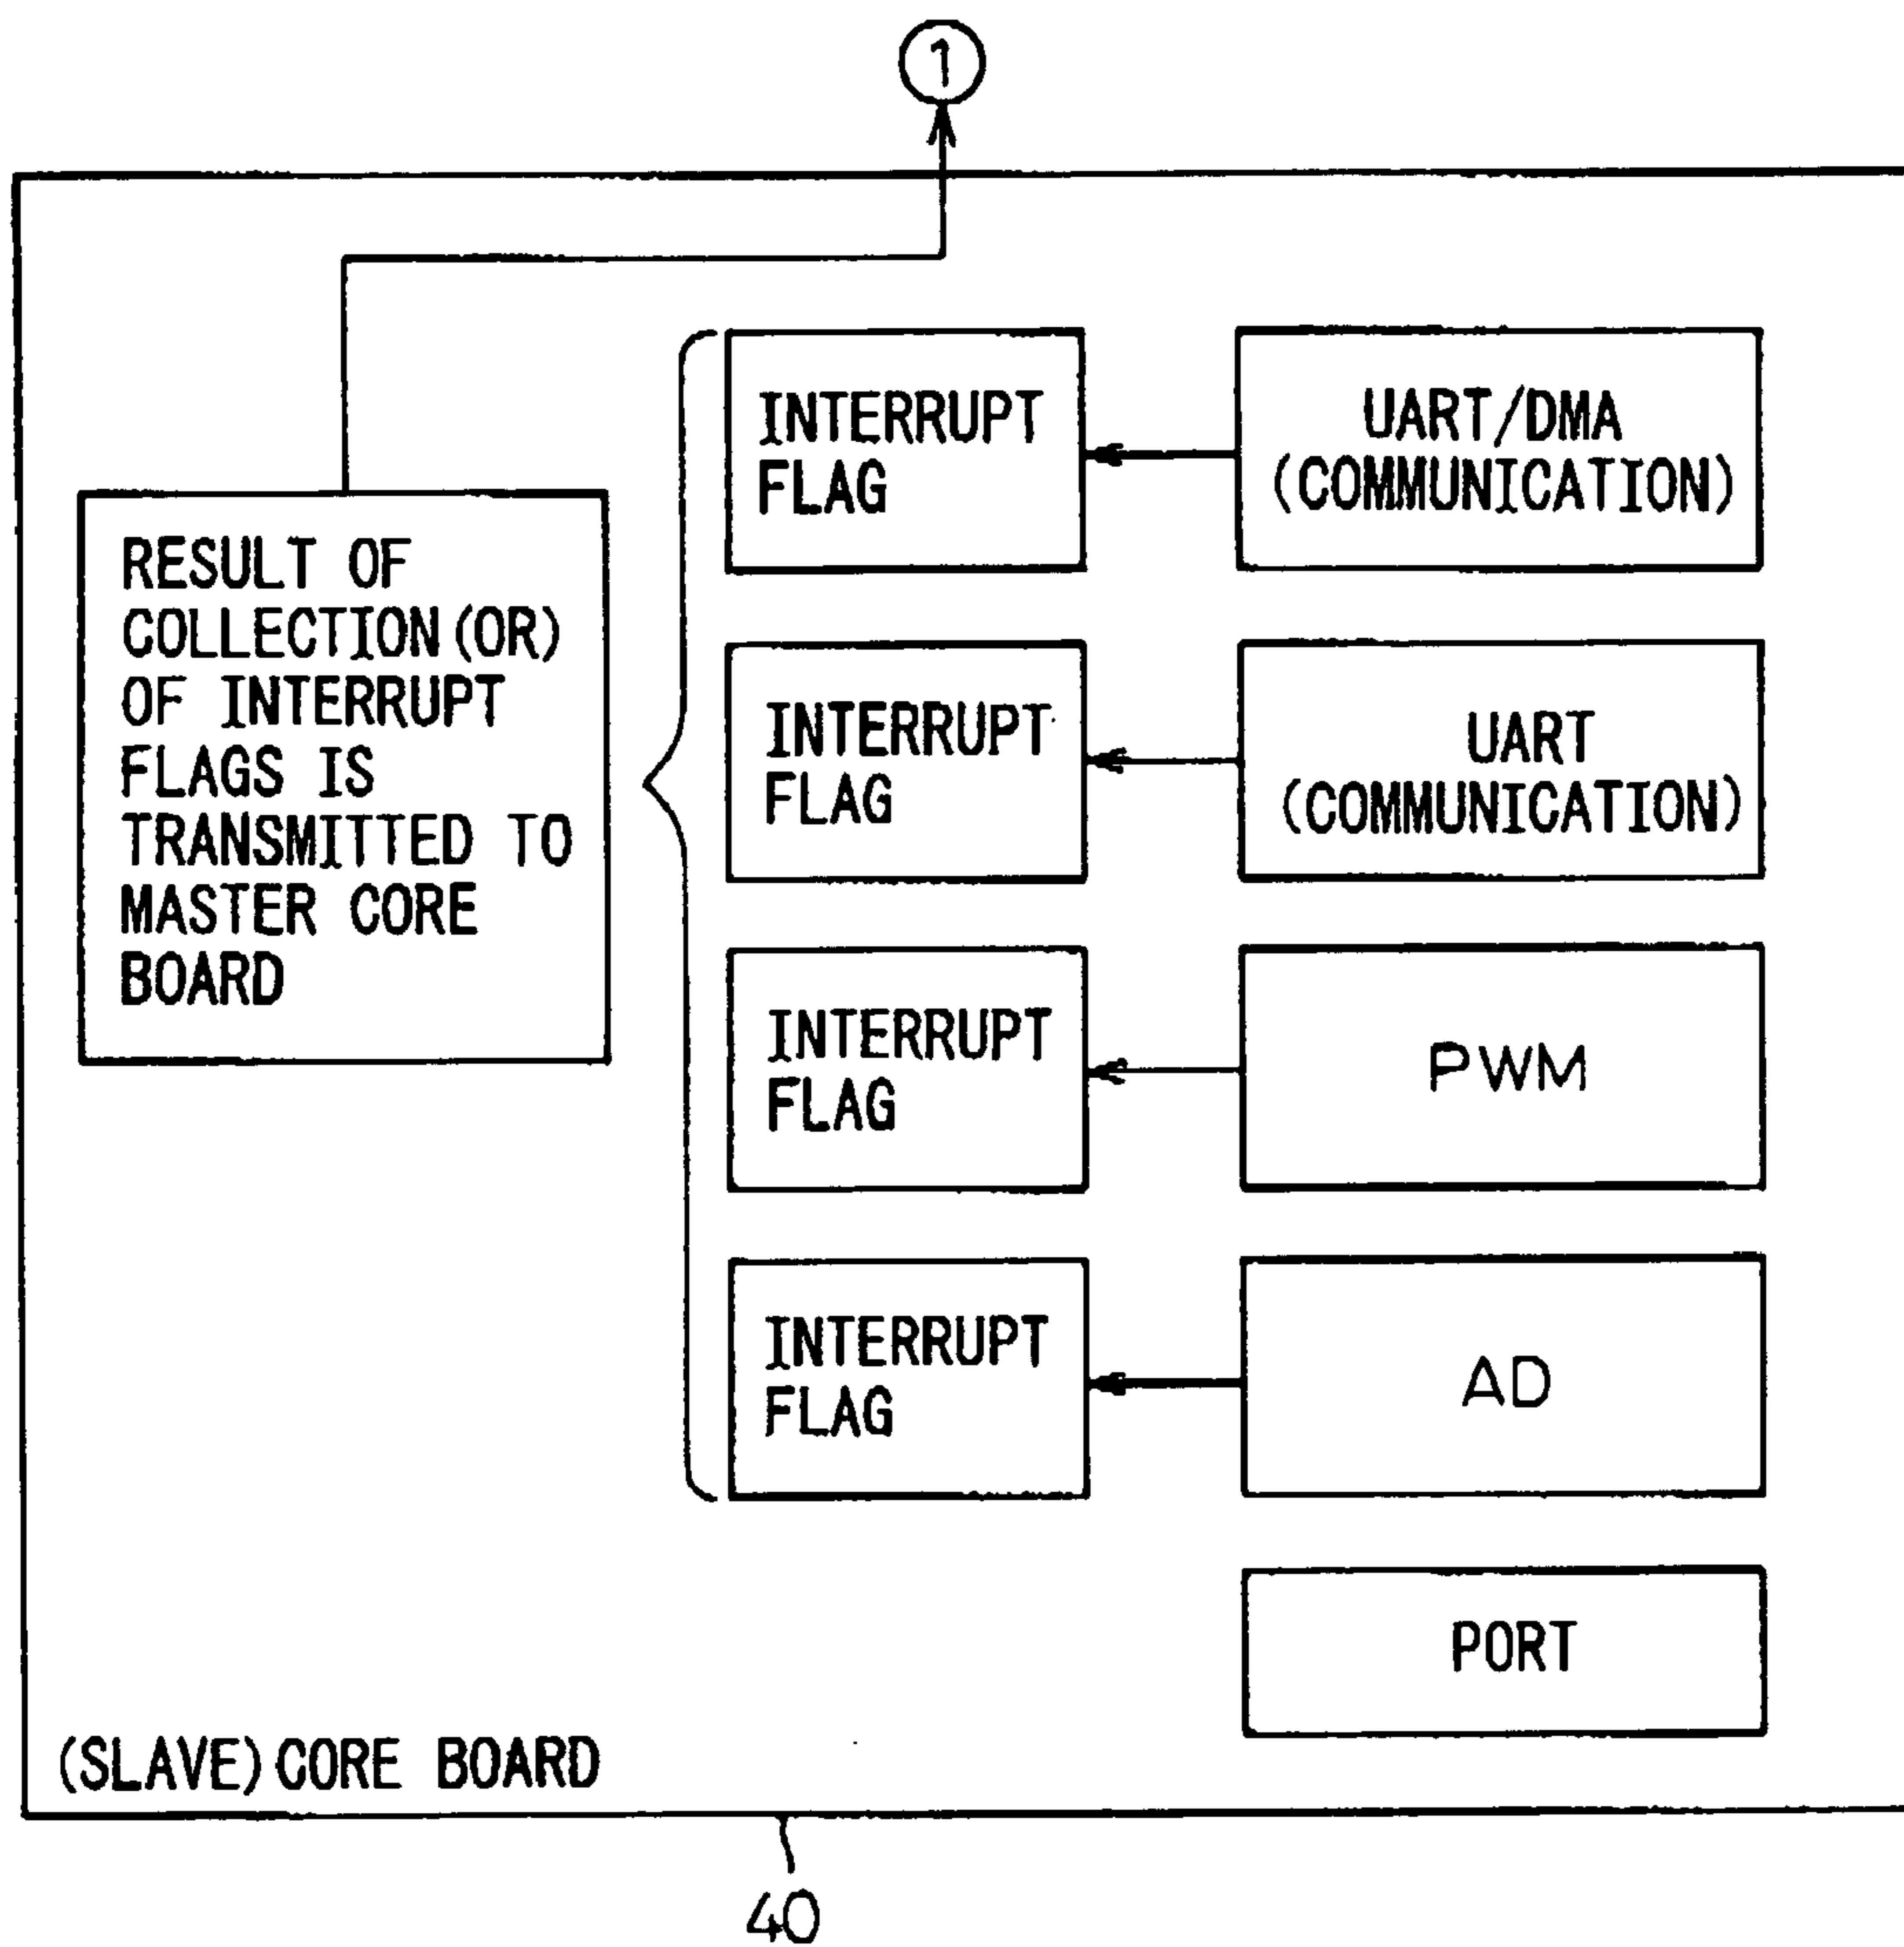 1
INTERRUPT
FLAG
UART/DMA
(COMMUNICATION)
RESULT OF
COLLECTION(OR)
OF INTERRUPT
FLAGS IS
TRANSMITTED TO
MASTER CORE
BOARD
INTERRUPT
FLAG
UART
(COMMUNICATION)
INTERRUPT
FLAG
PWM
INTERRUPT
FLAG
AD
PORT
(SLAVE)CORE BOARD
40